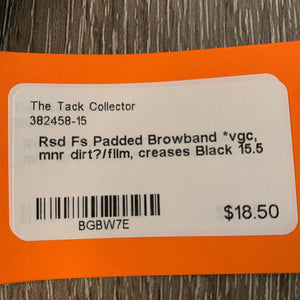 The Tack Collector
382458-15
Rsd Fs Padded Browband *vgc,
mnr dirt?/film, creases Black 15.5
BGBW7E
$18.50